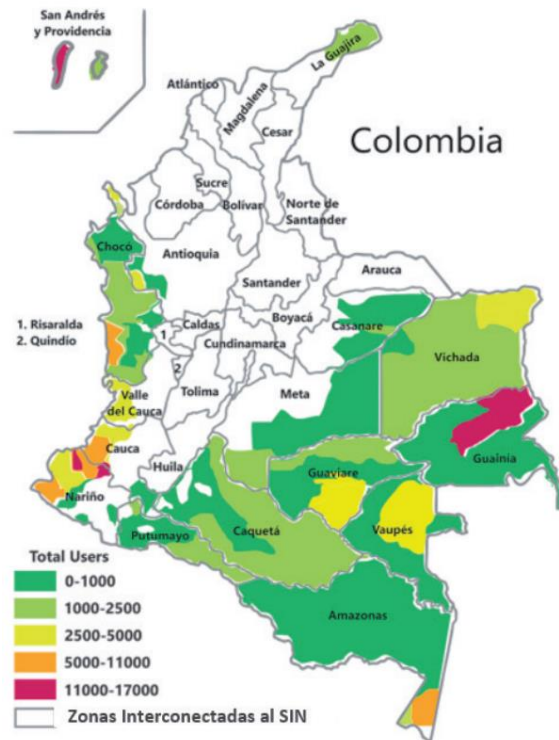 San Andrés
y Providencia
La Guajira
Atlántico
Magdalena
Cesar
Colombia
Sucre
Córdoba
Bolívar
Norte de
Santander
Chocó
Antioquia
Arauca
Santander
1. Risaralda
2. Quindío
1
Caldas
Boyacá
Casanare
Cundinamarca
Vichada
2
Valle
del Cauca
Tolima
Meta
Cauca
Huila
Guainía
Guaviare
Nariño
Vaupés
Caquetá
Putumayo
Amazonas
Total Users
0-1000
1000-2500
2500-5000
5000-11000
11000-17000
Zonas Interconectadas al SIN